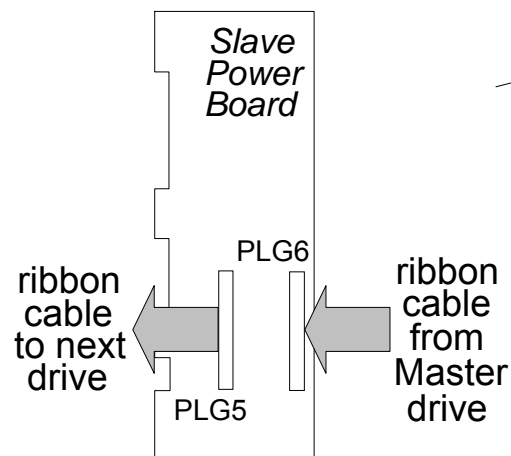 Slave
Power
Board
PLG6
ribbon
cable
to next
drive
ribbon
cable
from
Master
drive
PLG5